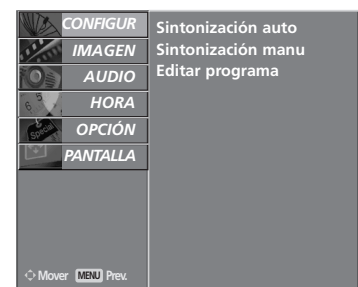 CONFIGUR
IMAGEN
AUDIO
HORA
OPCIÓN
PANTALLA
Sintonización auto
Sintonización manu
Editar programa
Mover MENU Prev.